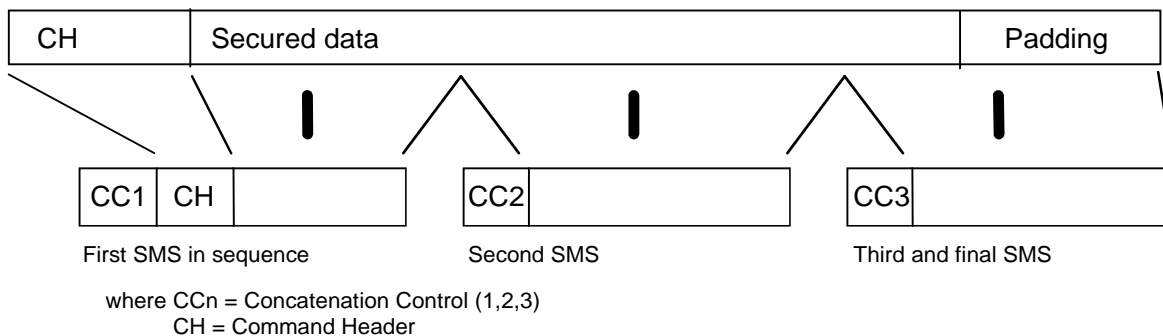 CH Secured data Padding
CC1 CH CC2 CC3
First SMS in sequence Second SMS Third and final SMS
where CCn = Concatenation Control (1,2,3)
CH = Command Header